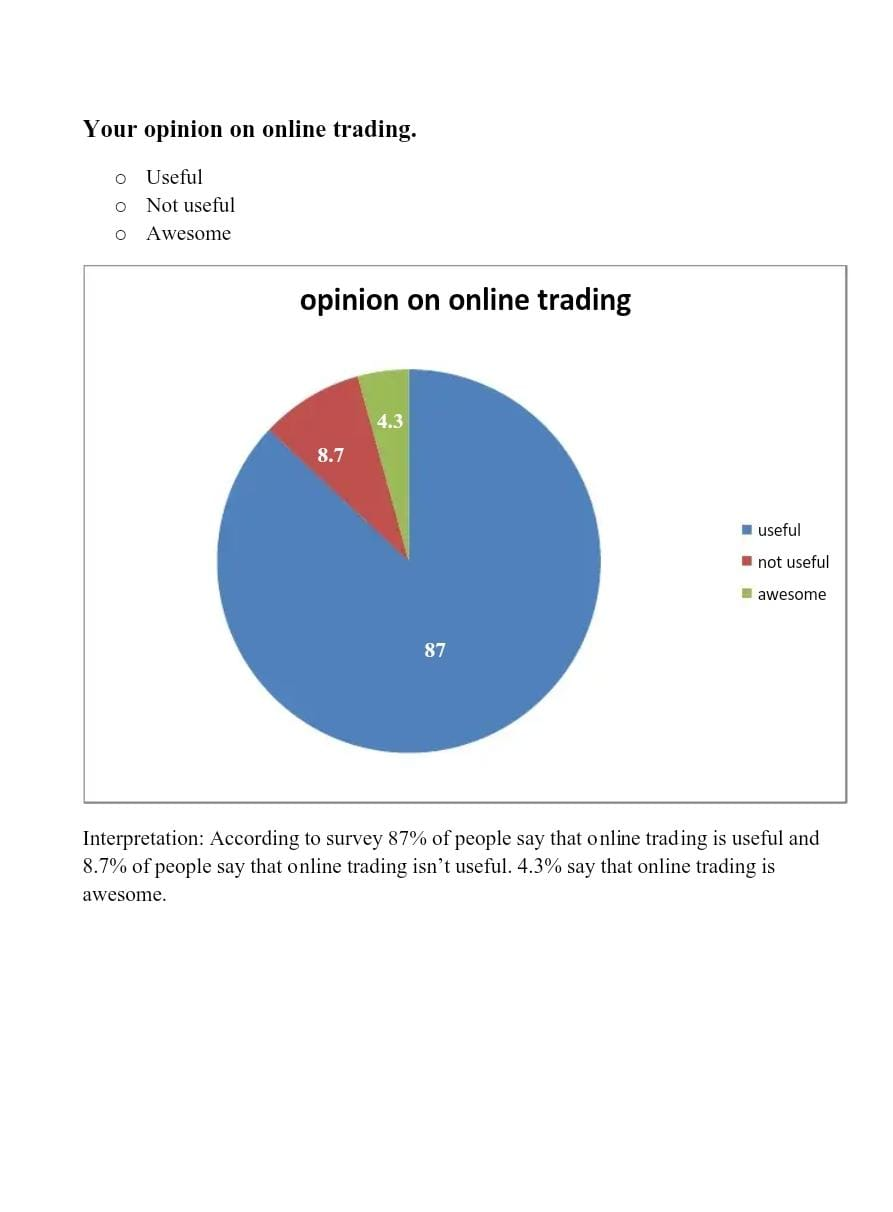 Your opinion on online trading.
o Useful
o Not useful
o Awesome
opinion on online trading
4.3
8.7
87
useful
not useful
awesome
Interpretation: According to survey 87% of people say that online trading is useful and
8.7% of people say that online trading isn’t useful. 4.3% say that online trading is
awesome.